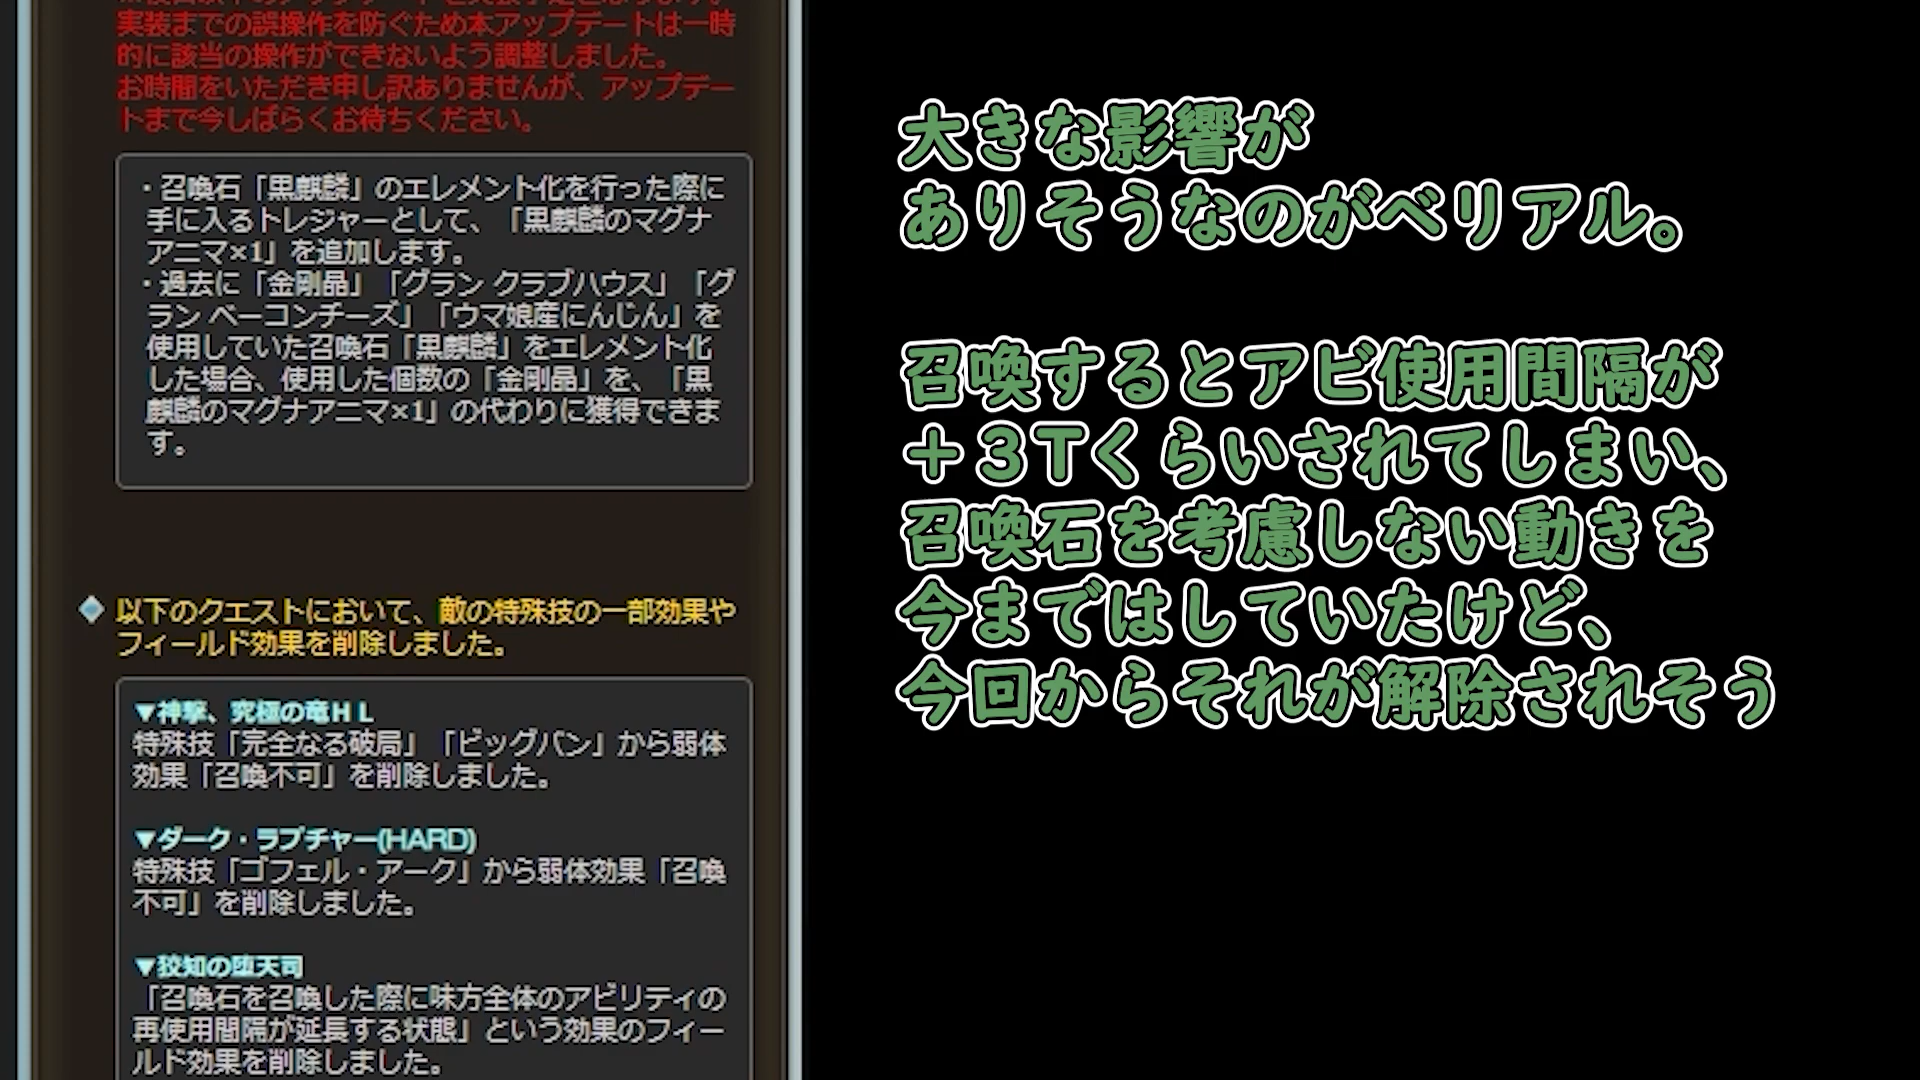 実装までの誤操作を防ぐため本アップデートは一時
的に該当の操作ができないよう調整しました。
お時間をいただき申し訳ありませんが、アップデー
トまで今しばらくお待ちください。
・召喚石「黒麒麟」のエレメント化を行った際に
手に入るトレジャーとして、「黒麒麟のマグナ
アニマ×1」を追加します。
・過去に「金剛晶」「グラン クラブハウス」「グ
ラン ベーコンチーズ」「ウマ娘産にんじん」を
使用していた召喚石「黒麒麟」をエレメント化
した場合、使用した個数の「金剛晶」を、「黒
麒麟のマグナアニマ×1」の代わりに獲得できま
す。
以下のクエストにおいて、敵の特殊技の一部効果や
フィールド効果を削除しました。
▼神撃、究極の竜ＨＬ
特殊技「完全なる破局」「ビッグバン」から弱体
効果「召喚不可」を削除しました。
▼ダーク・ラプチャー(HARD)
特殊技「ゴフェル・アーク」から弱体効果「召喚
不可」を削除しました。
▼狡知の堕天司
「召喚石を召喚した際に味方全体のアビリティの
再使用間隔が延長する状態」という効果のフィー
ルド効果を削除しました。
大きな影響が
ありそうなのがベリアル。
召喚するとアビ使用間隔が
＋３Tくらいされてしまい、
召喚石を考慮しない動きを
今まではしていたけど、
今回からそれが解除されそう